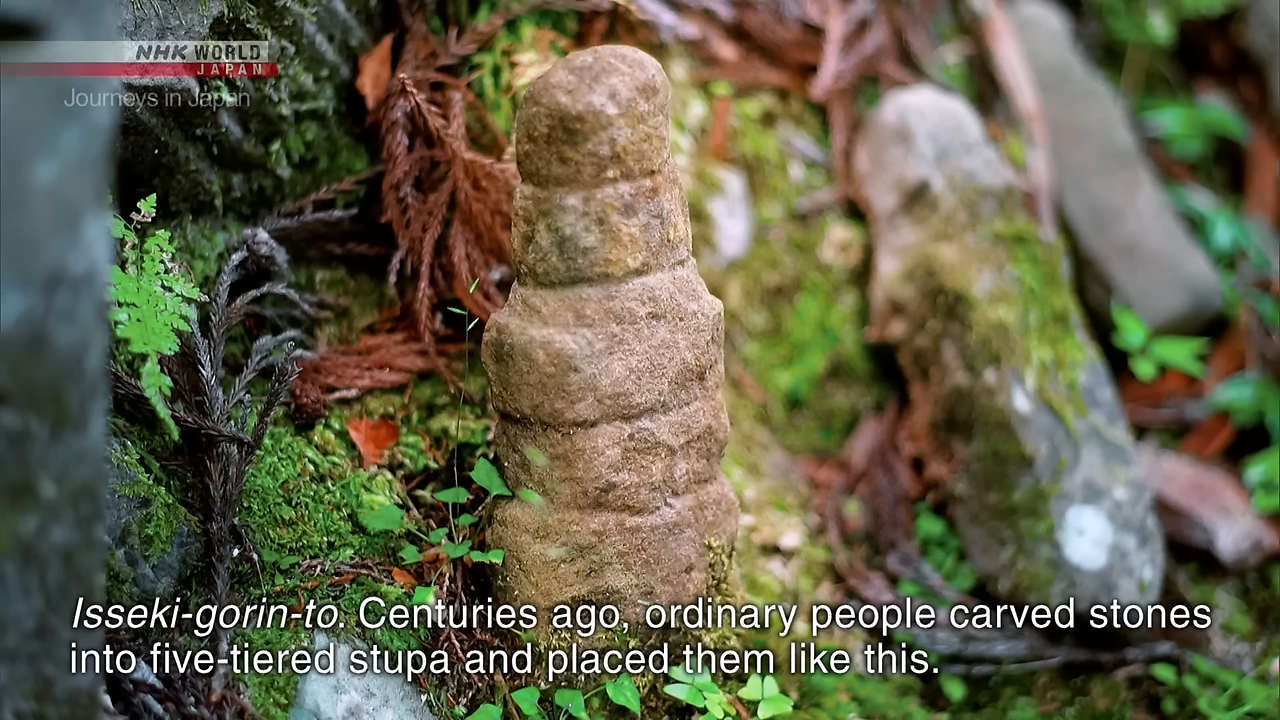 NHK WORLD
JAPAN
Journeys in Japan
Isseki-gorin-to. Centuries ago, ordinary people carved stones
into five-tiered stupa and placed them like this.